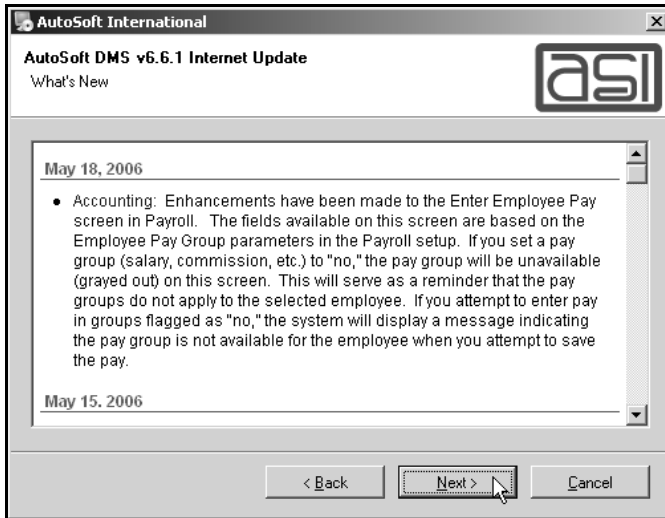 AutoSoft International
AutoSoft DMS v6.6.1 Internet Update
What's New
asi
May 18, 2006
• Accounting: Enhancements have been made to the Enter Employee Pay
screen in Payroll. The fields available on this screen are based on the
Employee Pay Group parameters in the Payroll setup. If you set a pay
group (salary, commission, etc.) to "no," the pay group will be unavailable
(grayed out) on this screen. This will serve as a reminder that the pay
groups do not apply to the selected employee. If you attempt to enter pay
in groups flagged as "no," the system will display a message indicating
the pay group is not available for the employee when you attempt to save
the pay.
May 15, 2006
< Back
Next >
Cancel